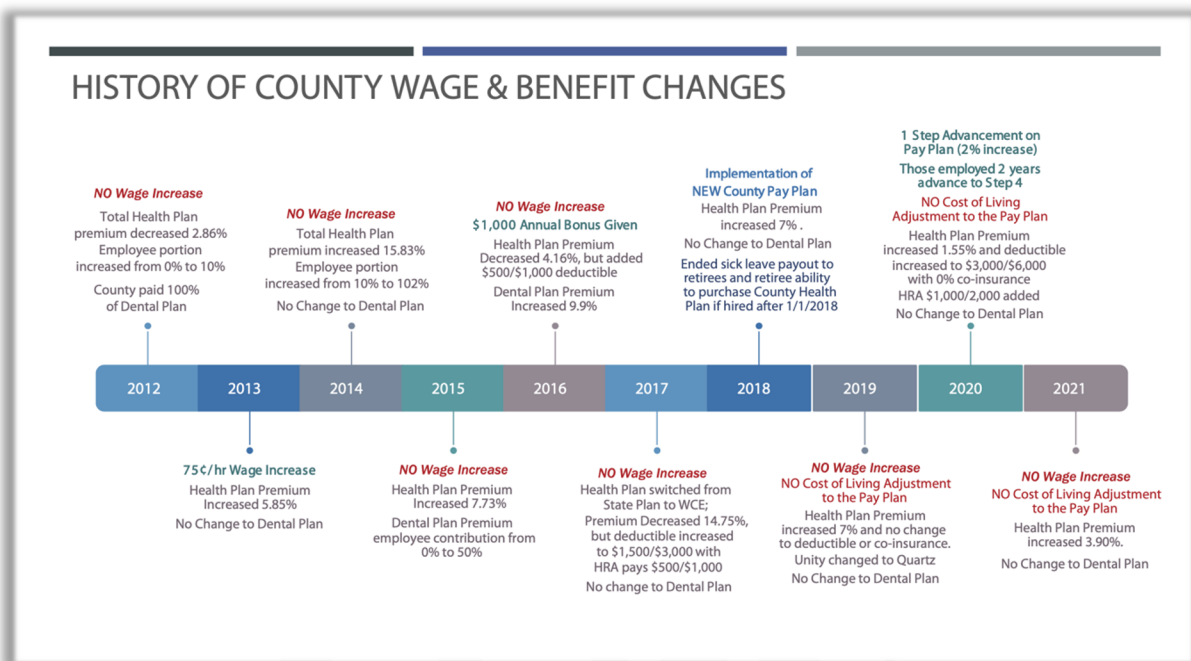 HISTORY OF COUNTY WAGE & BENEFIT CHANGES
NO Wage Increase
Total Health Plan
premium decreased 2.86%
Employee portion
increased from 0% to 10%
County paid 100%
of Dental Plan
NO Wage Increase
Total Health Plan
premium increased 15.83%
Employee portion
increased from 10% to 102%
No Change to Dental Plan
NO Wage Increase
$1,000 Annual Bonus Given
Health Plan Premium
Decreased 4.16%, but added
$500/$1,000 deductible
Dental Plan Premium
Increased 9.9%
Implementation of
NEW County Pay Plan
Health Plan Premium
increased 7% .
No Change to Dental Plan
Ended sick leave payout to
retirees and retiree ability
to purchase County Health
Plan if hired after 1/1/2018
1 Step Advancement on
Pay Plan (2% increase)
Those employed 2 years
advance to Step 4
NO Cost of Living
Adjustment to the Pay Plan
Health Plan Premium
increased 1.55% and deductible
increased to $3,000/$6,000
with 0% co-insurance
HRA $1,000/2,000 added
No Change to Dental Plan
2012 2013 2014 2015 2016 2017 2018 2019 2020 2021
75¢/hr Wage Increase
Health Plan Premium
Increased 5.85%
No Change to Dental Plan
NO Wage Increase
Health Plan Premium
Increased 7.73%
Dental Plan Premium
employee contribution from
0% to 50%
NO Wage Increase
Health Plan switched from
State Plan to WCE;
Premium Decreased 14.75%,
but deductible increased
to $1,500/$3,000 with
HRA pays $500/$1,000
No change to Dental Plan
NO Wage Increase
NO Cost of Living Adjustment
to the Pay Plan
Health Plan Premium
increased 7% and no change
to deductible or co-insurance.
Unity changed to Quartz
No Change to Dental Plan
NO Wage Increase
NO Cost of Living Adjustment
to the Pay Plan
Health Plan Premium
increased 3.90%.
No Change to Dental Plan